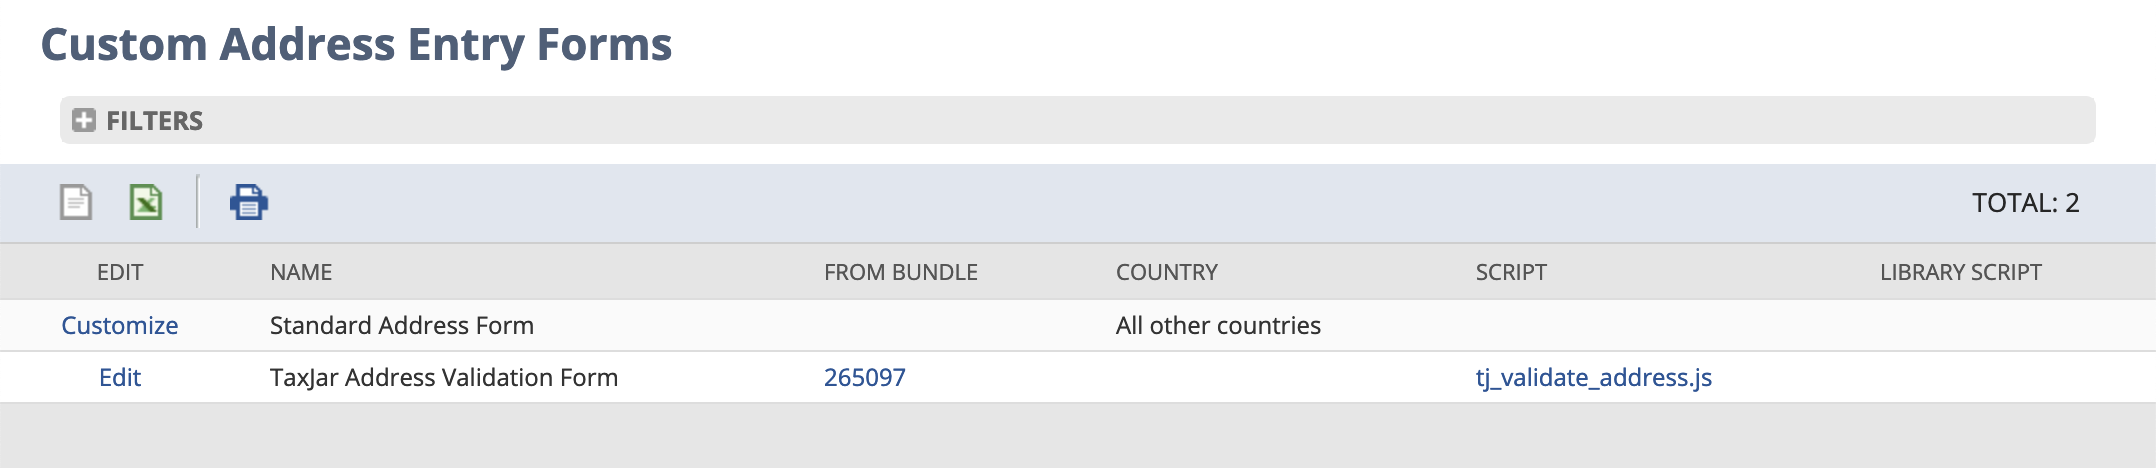 Custom Address Entry Forms
FILTERS
TOTAL: 2
EDIT NAME FROM BUNDLE COUNTRY SCRIPT LIBRARY SCRIPT
Customize Standard Address Form All other countries
Edit TaxJar Address Validation Form 265097 tj_validate_address.js